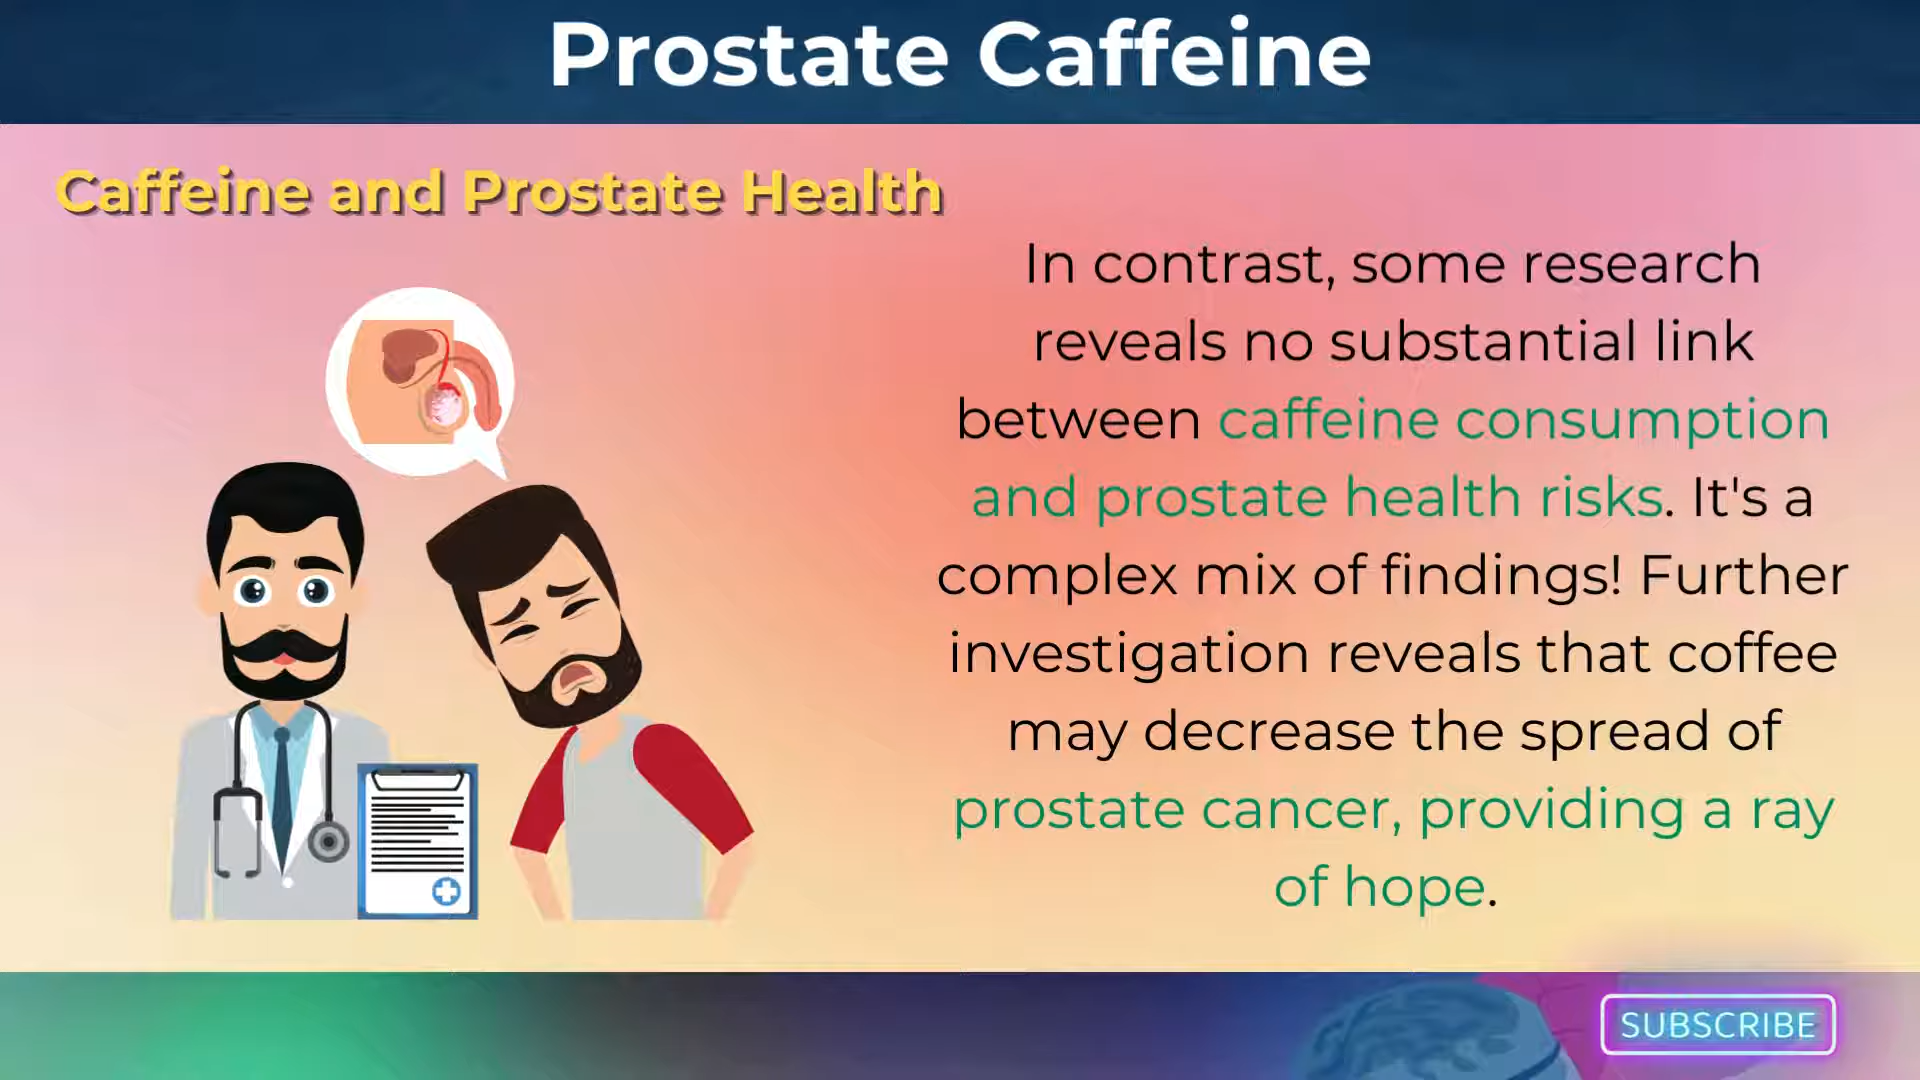 Prostate Caffeine
Caffeine and Prostate Health
In contrast, some research
reveals no substantial link
between caffeine consumption
and prostate health risks. It's a
complex mix of findings! Further
investigation reveals that coffee
may decrease the spread of
prostate cancer, providing a ray
of hope.
SUBSCRIBE